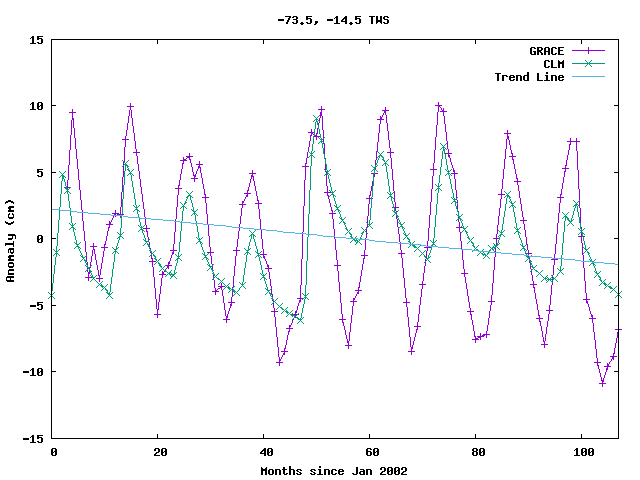 -73.5, -14.5 TWS
GRACE
CLM
Trend Line
15
10
5
0
-5
-10
-15
Anomaly (cm)
0 20 40 60 80 100
Months since Jan 2002